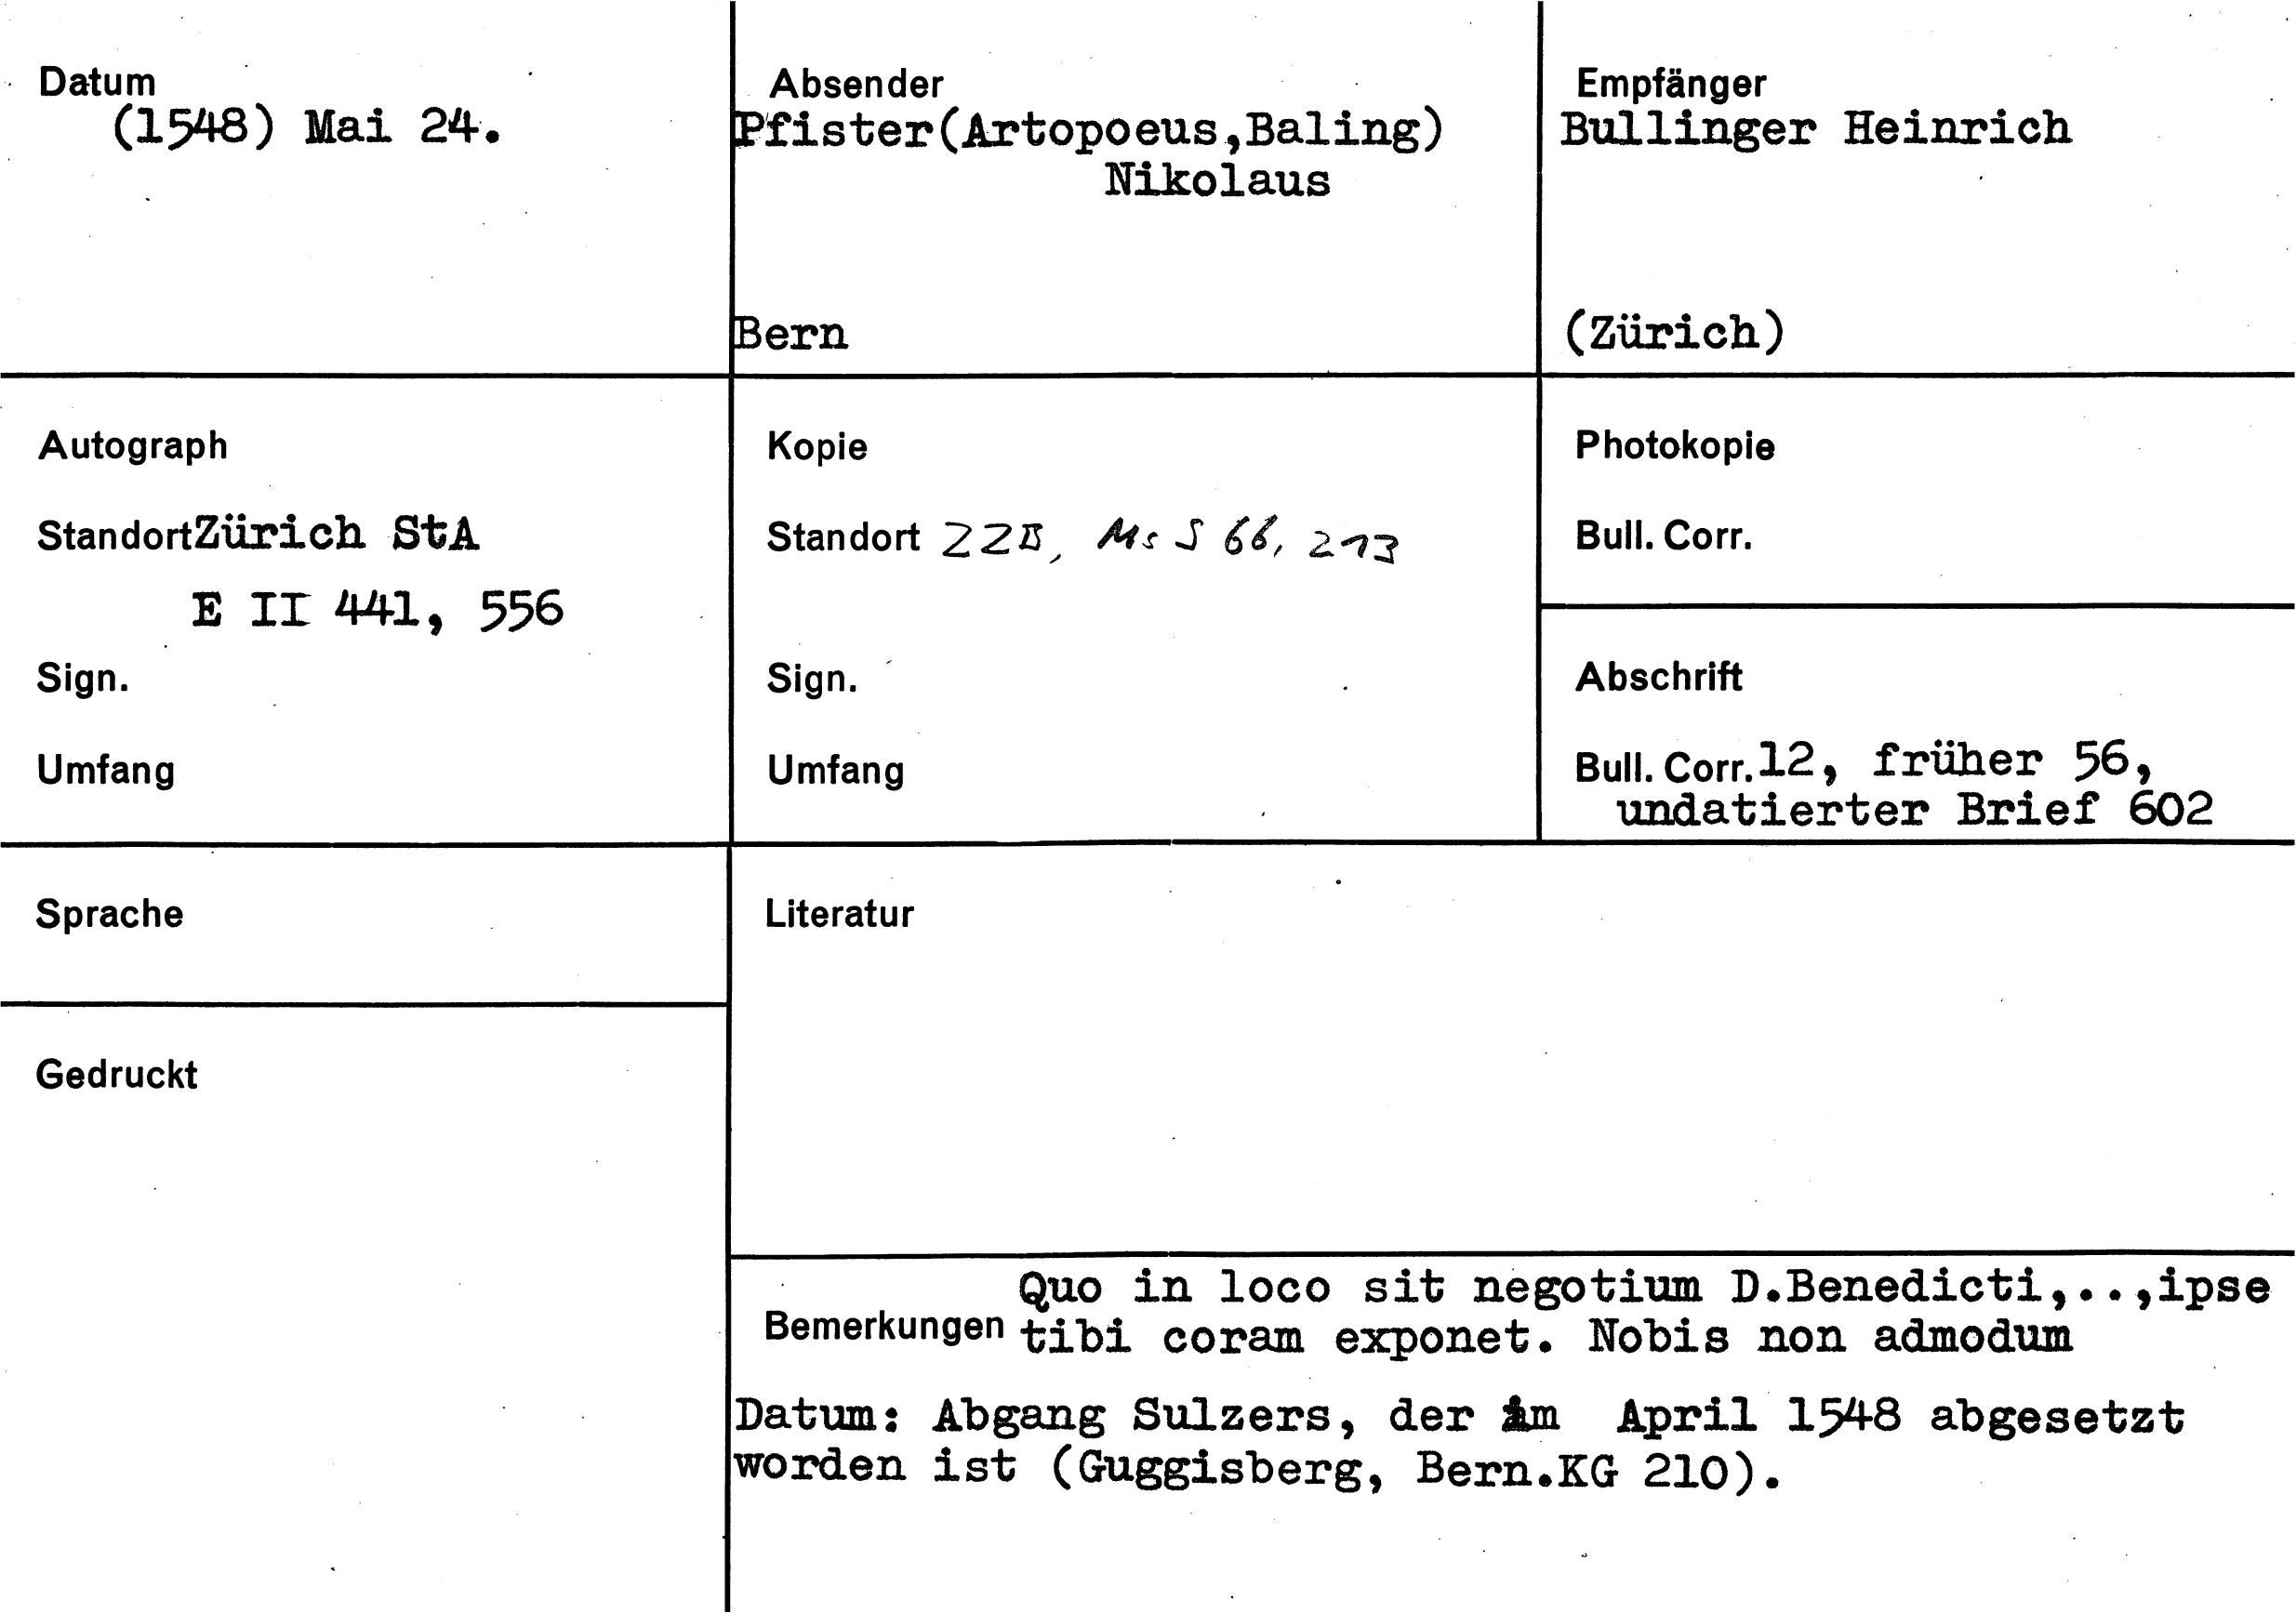 Datum
(1548) Mai 24.
Absender
Pfister(Artopoeus,Baling)
Nikolaus
Bern
Empfänger
Bullinger Heinrich
(Zürich)
Autograph
Standort Zürich StA
E II 441, 556
Sign.
Umfang
Kopie
Standort ZZB, Ms S 66, 213
Sign.
Umfang
Photokopie
Bull. Corr.
Abschrift
Bull. Corr. 12, früher 56,
undatierter Brief 602
Sprache
Gedruckt
Literatur
Bemerkungen
Quo in loco sit negotium D.Benedicti,..,ipse
tibi coram exponet. Nobis non admodum
Datum: Abgang Sulzers, der im April 1548 abgesetzt
worden ist (Guggisberg, Bern.KG 210).